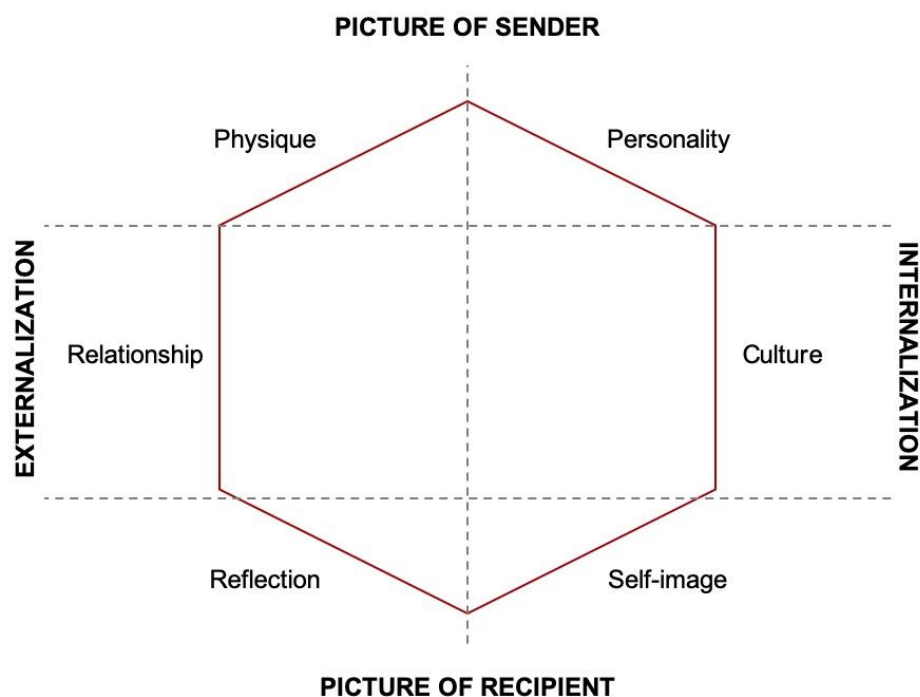 PICTURE OF SENDER
Physique
Personality
EXTERNALIZATION
INTERNALIZATION
Relationship
Culture
Reflection
Self-image
PICTURE OF RECIPIENT